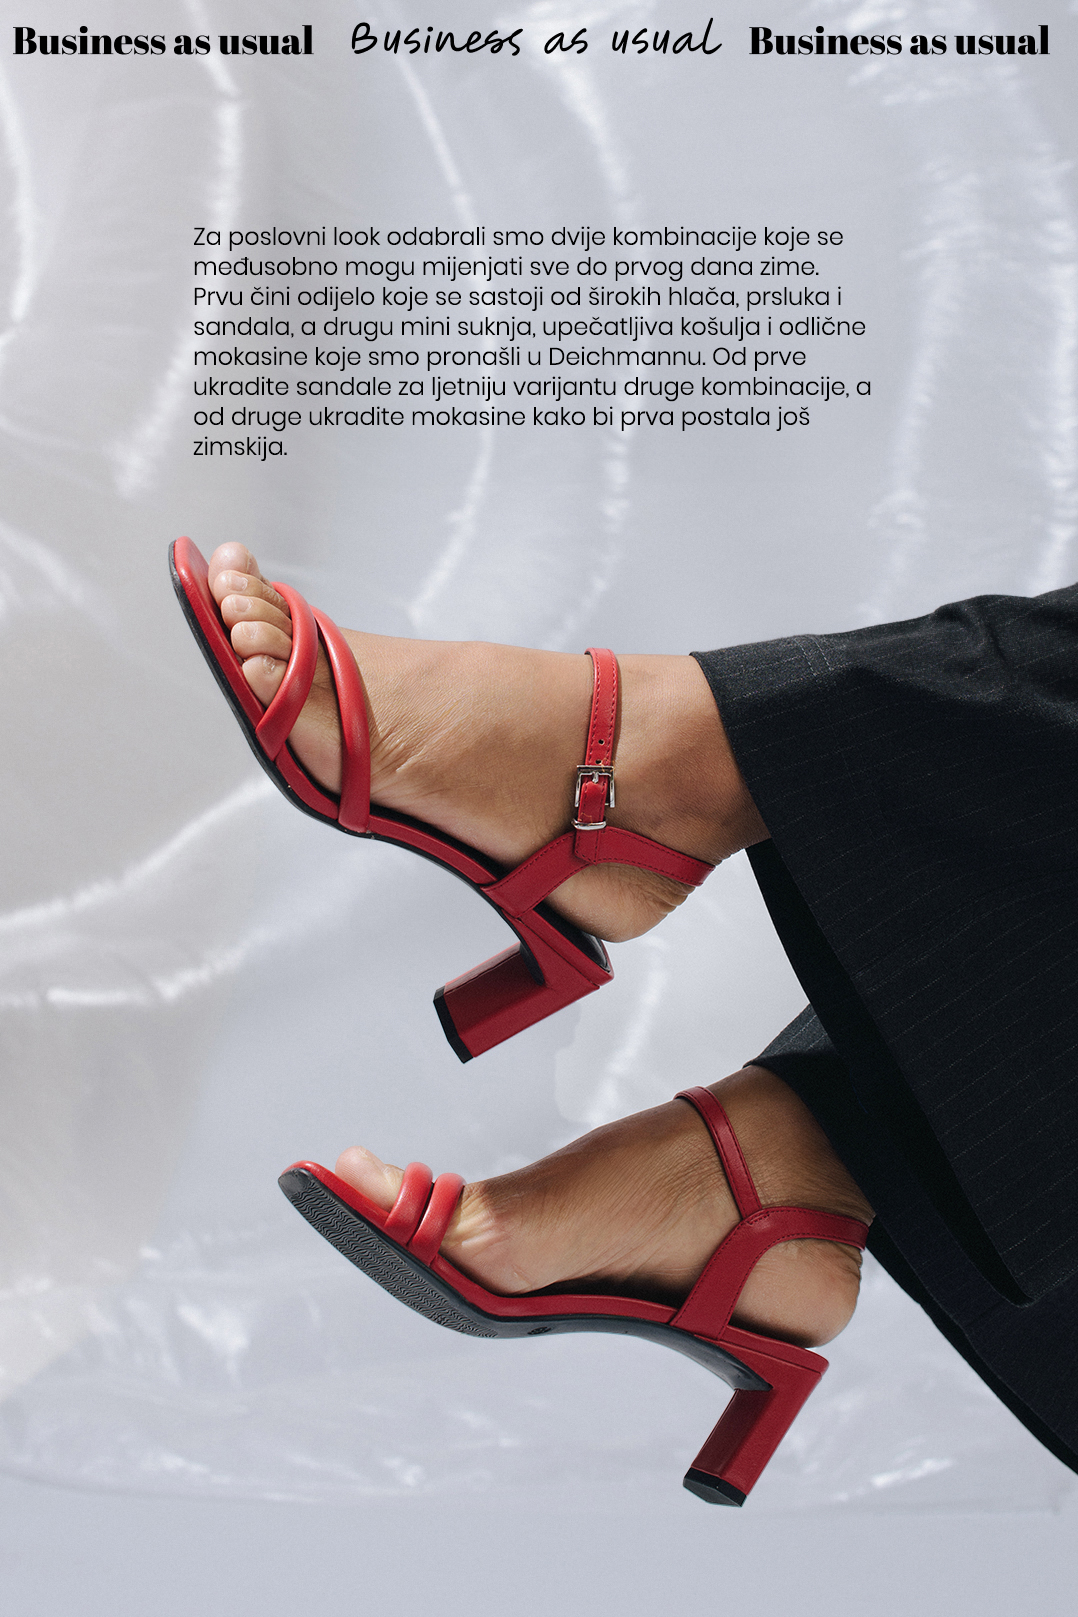 Business as usual Business as usual Business as usual
Za poslovni look odabrali smo dvije kombinacije koje se
međusobno mogu mijenjati sve do prvog dana zime.
Prvu čini odijelo koje se sastoji od širokih hlača, prsluka i
sandala, a drugu mini suknja, upečatljiva košulja i odlične
mokasine koje smo pronašli u Deichmannu. Od prve
ukradite sandale za ljetniju varijantu druge kombinacije, a
od druge ukradite mokasine kako bi prva postala još
zimskija.